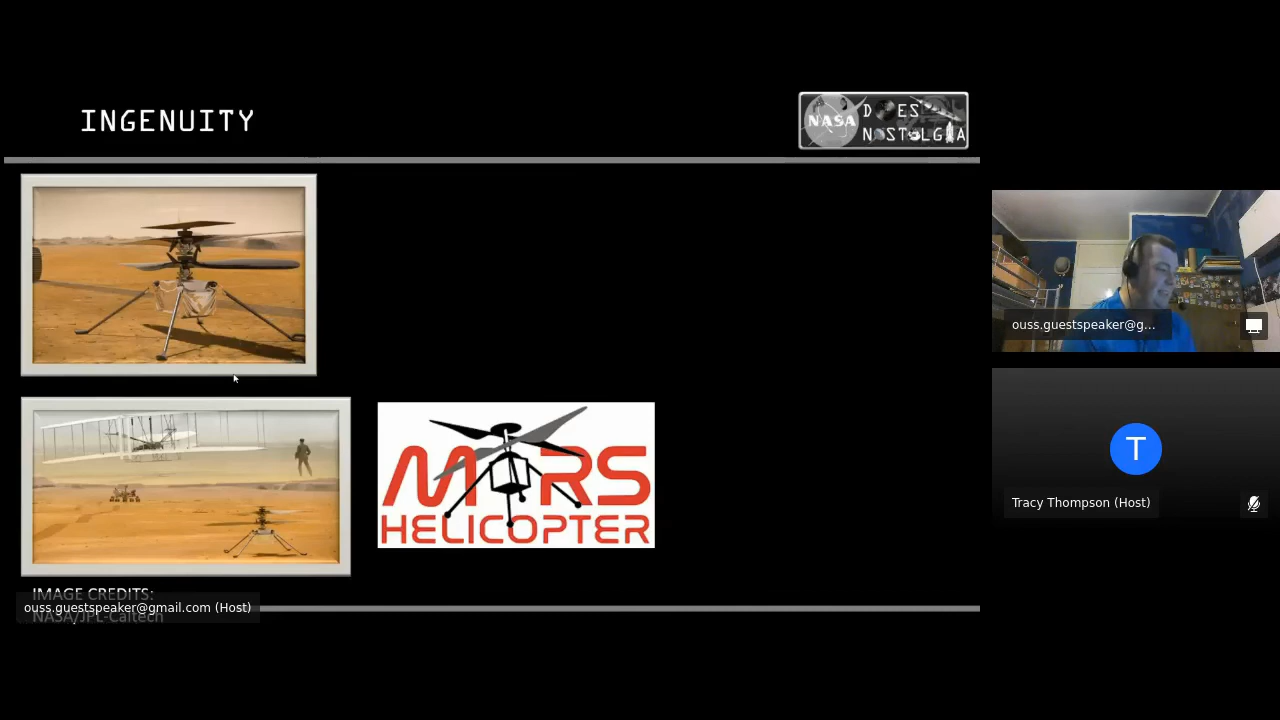 INGENUITY
NASA
D ES
NOSTALGIA
ouss.guestspeaker@g...
T
Tracy Thompson (Host)
MARS
HELICOPTER
IMAGE CREDITS:
ouss.guestspeaker@gmail.com (Host)
NASA/JPL-Caltech